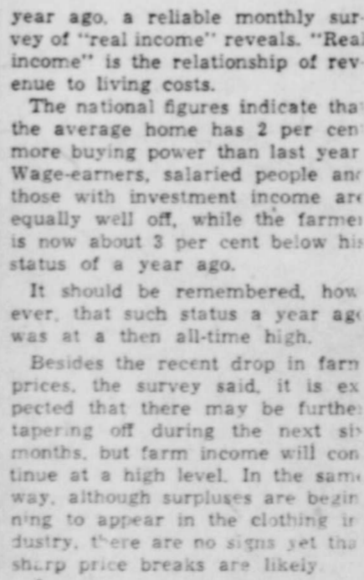 year ago, a reliable monthly sur
vey of "real income" reveals. "Real
income" is the relationship of rev
enue to living costs.
The national figures indicate tha
the average home has 2 per cen
more buying power than last year
Wage-earners, salaried people and
those with investment income are
equally well off, while the farmer
is now about 3 per cent below his
status of a year ago.
It should be remembered, how
ever, that such status a year ago
was at a then all-time high.
Besides the recent drop in farm
prices, the survey said, it is ex
pected that there may be further
tapering off during the next six
months, but farm income will con
tinue at a high level. In the same
way, although surpluses are begin
ning to appear in the clothing in
dustry, there are no signs yet tha
sharp price breaks are likely.